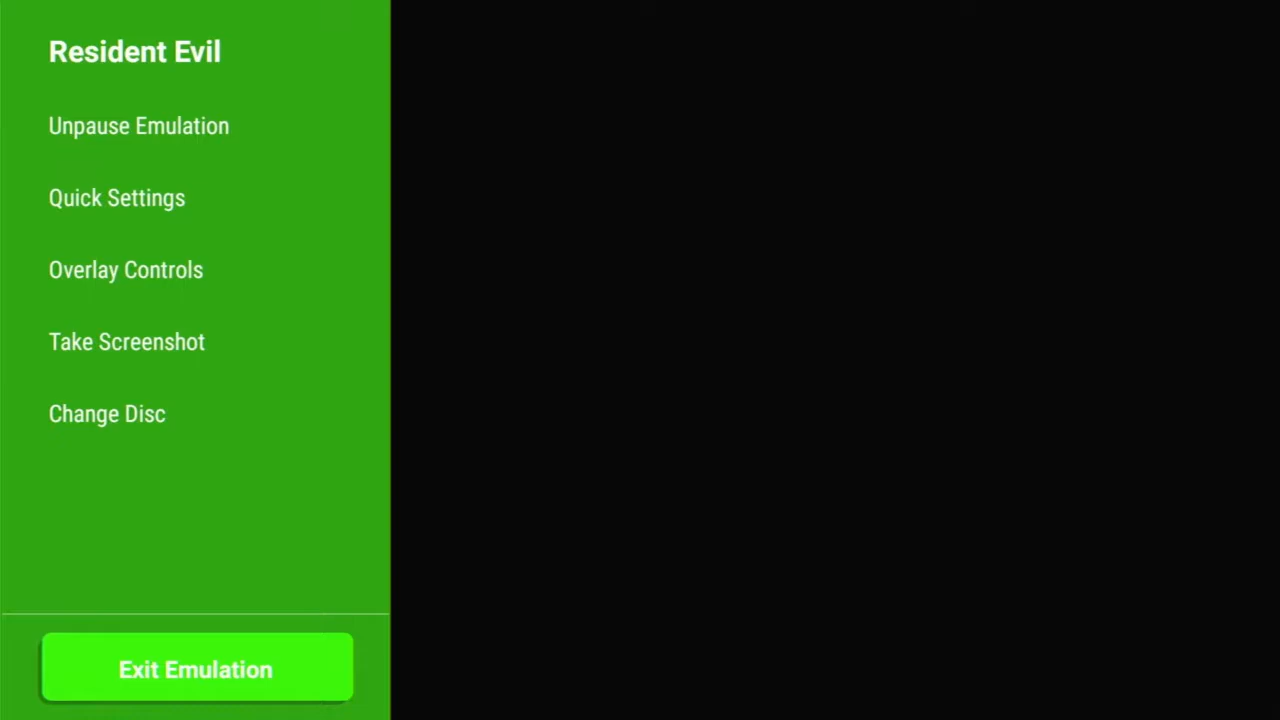 Resident Evil
Unpause Emulation
Quick Settings
Overlay Controls
Take Screenshot
Change Disc
Exit Emulation